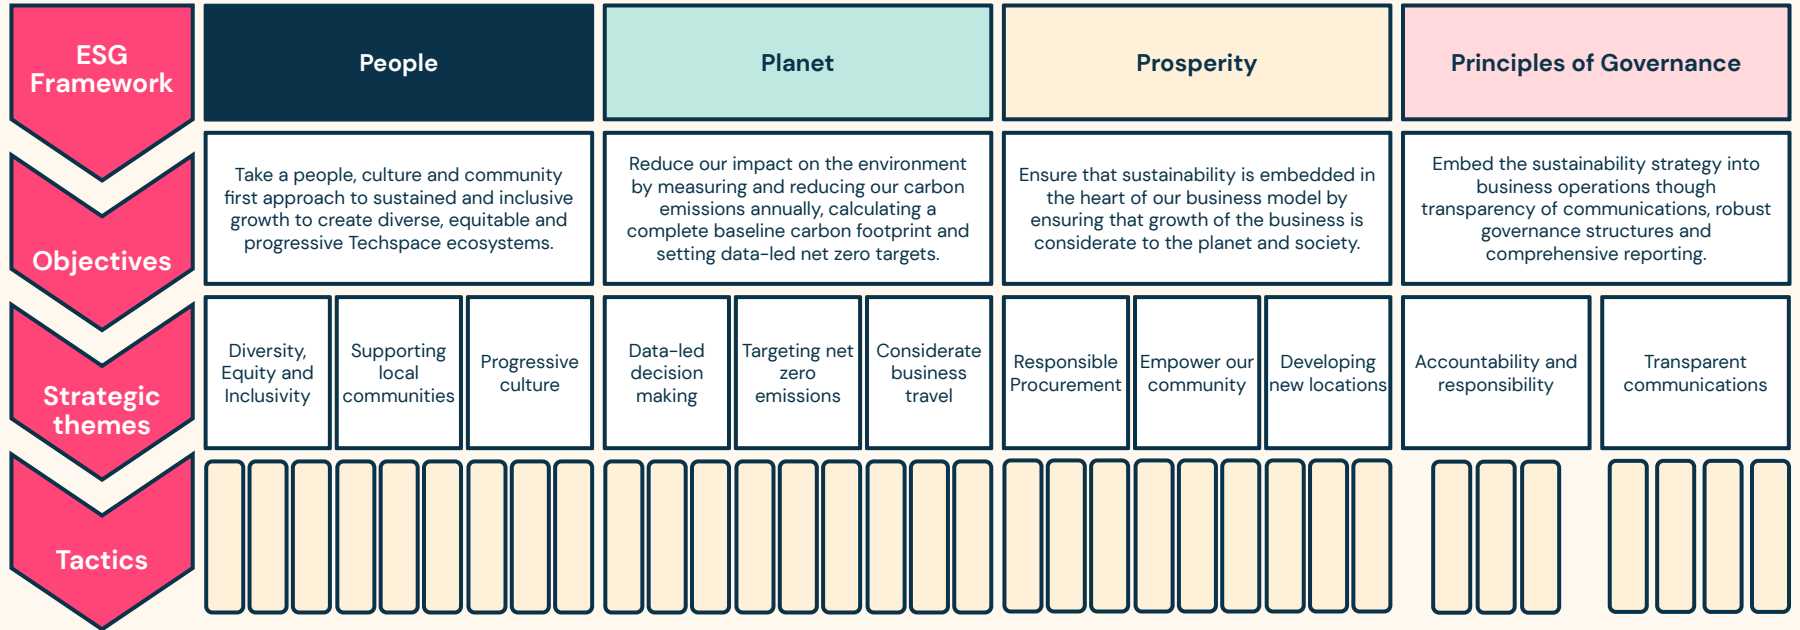 ESG
Framework
People
Planet
Prosperity
Principles of Governance
Objectives
Take a people, culture and community
first approach to sustained and inclusive
growth to create diverse, equitable and
progressive Techspace ecosystems.
Reduce our impact on the environment
by measuring and reducing our carbon
emissions annually, calculating a
complete baseline carbon footprint and
setting data-led net zero targets.
Ensure that sustainability is embedded in
the heart of our business model by
ensuring that growth of the business is
considerate to the planet and society.
Embed the sustainability strategy into
business operations though
transparency of communications, robust
governance structures and
comprehensive reporting.
Strategic
themes
Diversity,
Equity and
Inclusivity
Supporting
local
communities
Progressive
culture
Data-led
decision
making
Targeting net
zero
emissions
Considerate
business
travel
Responsible
Procurement
Empower our
community
Developing
new locations
Accountability and
responsibility
Transparent
communications
Tactics